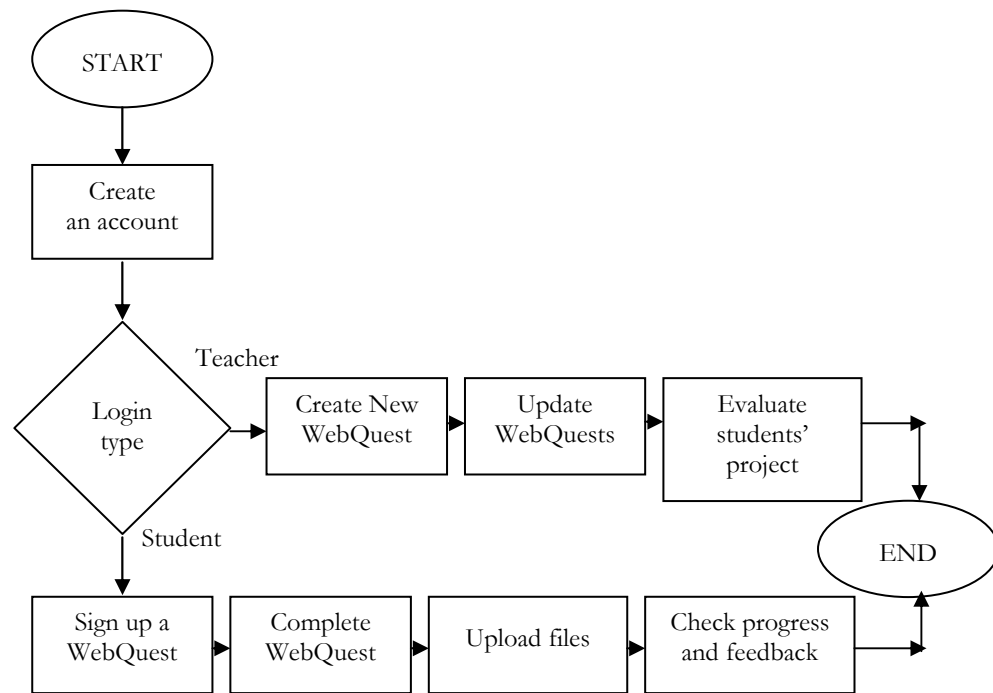 START
Create
an account
Login
type
Teacher
Create New
WebQuest
Update
WebQuests
Evaluate
students’
project
Student
END
Sign up a
WebQuest
Complete
WebQuest
Upload files
Check progress
and feedback